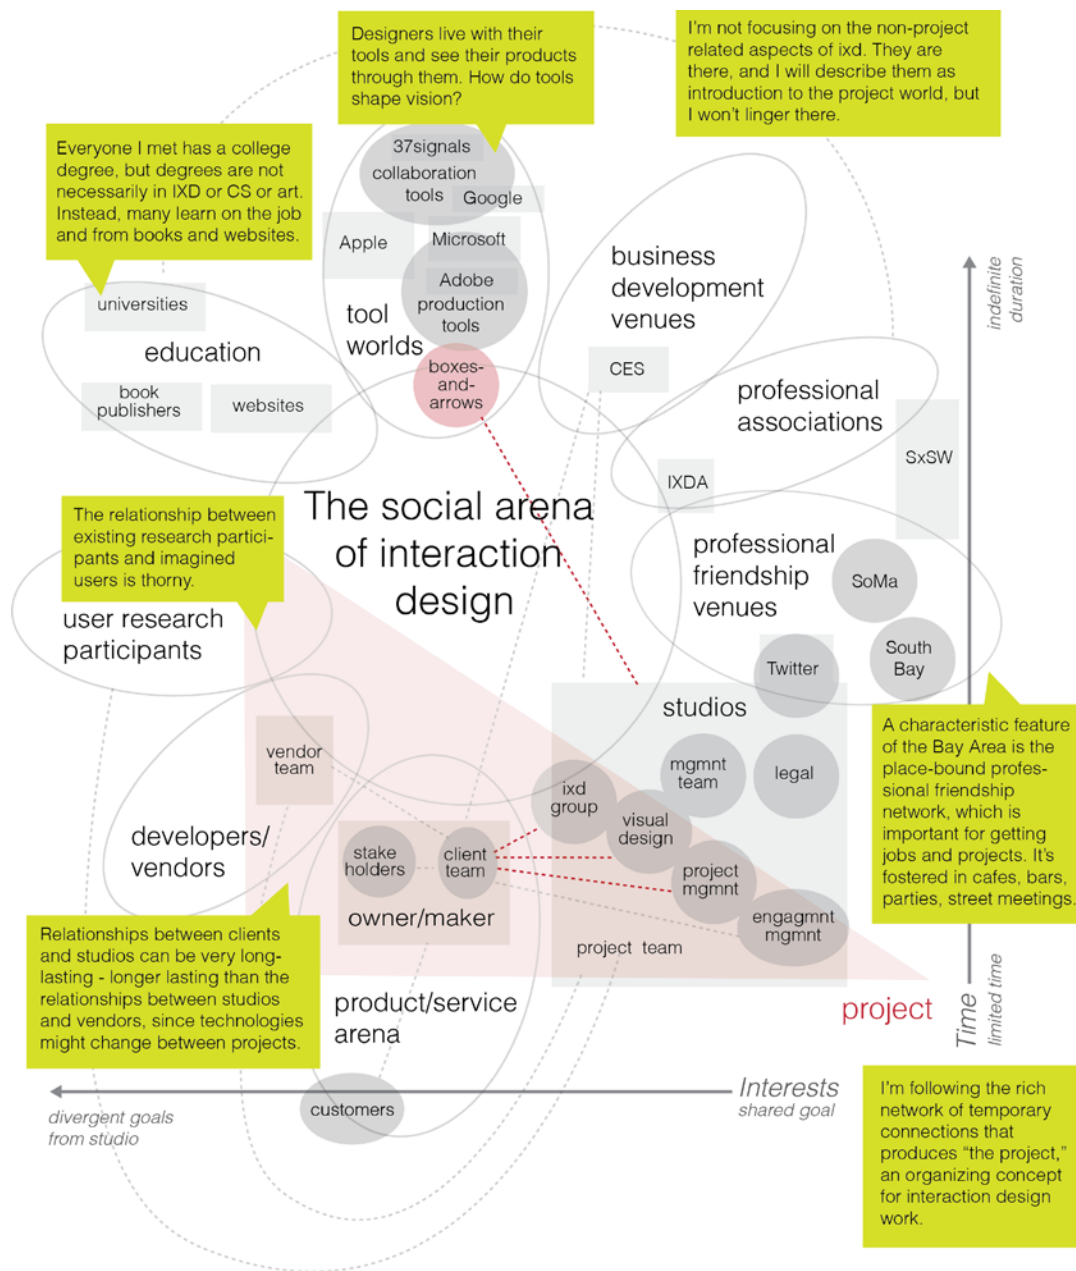 Designers live with their
tools and see their products
through them. How do tools
shape vision?
I'm not focusing on the non-project
related aspects of ixd. They are
there, and I will describe them as
introduction to the project world, but
I won't linger there.
Everyone I met has a college
degree, but degrees are not
necessarily in IXD or CS or art.
Instead, many learn on the job
and from books and websites.
37signals
collaboration
tools
Google
Apple
Microsoft
Adobe
production
tools
tool
worlds
boxes-
and-
arrows
universities
education
book
publishers
websites
business
development
venues
CES
indefinite
duration
professional
associations
SxSW
IXDA
The social arena
of interaction
design
The relationship between
existing research partici-
pants and imagined
users is thorny.
user research
participants
professional
friendship
venues
SoMa
South
Bay
Twitter
studios
A characteristic feature
of the Bay Area is the
place-bound profes-
sional friendship
network, which is
important for getting
jobs and projects. It's
fostered in cafes, bars,
parties, street meetings.
vendor
team
mgmnt
team
legal
ixd
group
visual
design
developers/
vendors
stake
holders
client
team
project
mgmnt
owner/maker
engagmnt
mgmnt
project team
Relationships between clients
and studios can be very long-
lasting - longer lasting than the
relationships between studios
and vendors, since technologies
might change between projects.
product/service
arena
project
Time
limited time
Interests
shared goal
divergent goals
from studio
customers
I'm following the rich
network of temporary
connections that
produces "the project,"
an organizing concept
for interaction design
work.